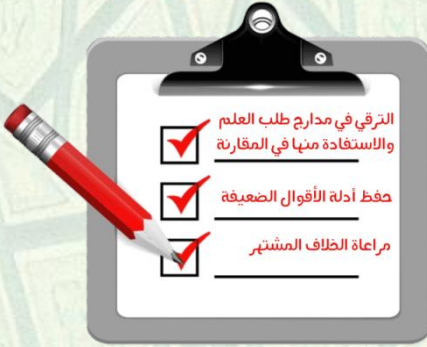 الترقي في مدارج طلب العلم
والاستفادة منها في المقارنة
حفظ أدلة الأقوال الضعيفة
مراعاة الخلاف المشتهر